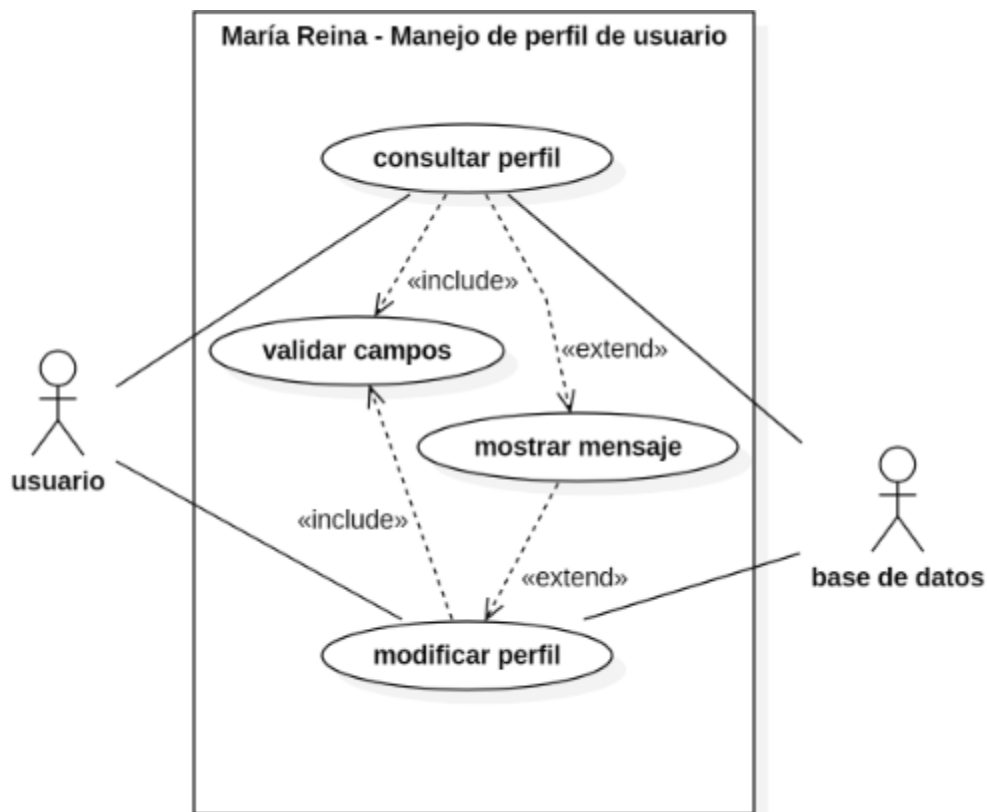 María Reina - Manejo de perfil de usuario
consultar perfil
«include»
validar campos
«extend»
mostrar mensaje
usuario
«include»
«extend»
base de datos
modificar perfil